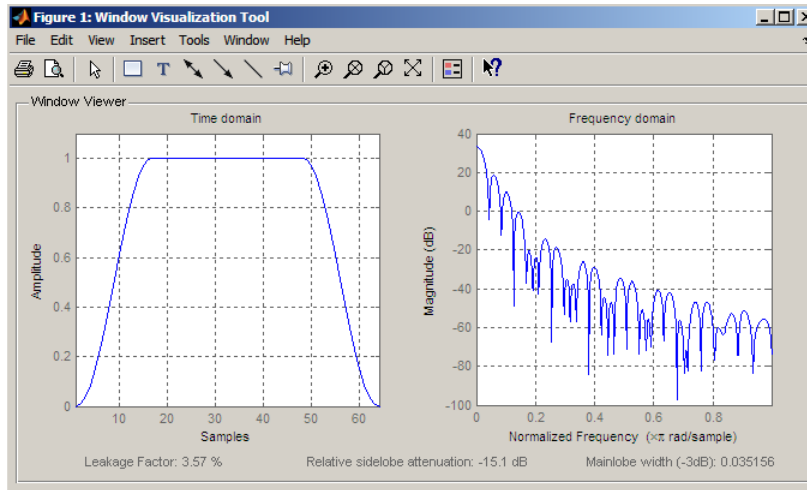 Figure 1: Window Visualization Tool
File Edit View Insert Tools Window Help
T
Window Viewer
Time domain
Frequency domain
Amplitude
1
0.8
0.6
0.4
0.2
0
10 20 30 40 50 60
Samples
Magnitude (dB)
40
20
0
-20
-40
-60
-80
-100
0 0.2 0.4 0.6 0.8
Normalized Frequency (×π rad/sample)
Leakage Factor: 3.57 % Relative sidelobe attenuation: -15.1 dB Mainlobe width (-3dB): 0.035156